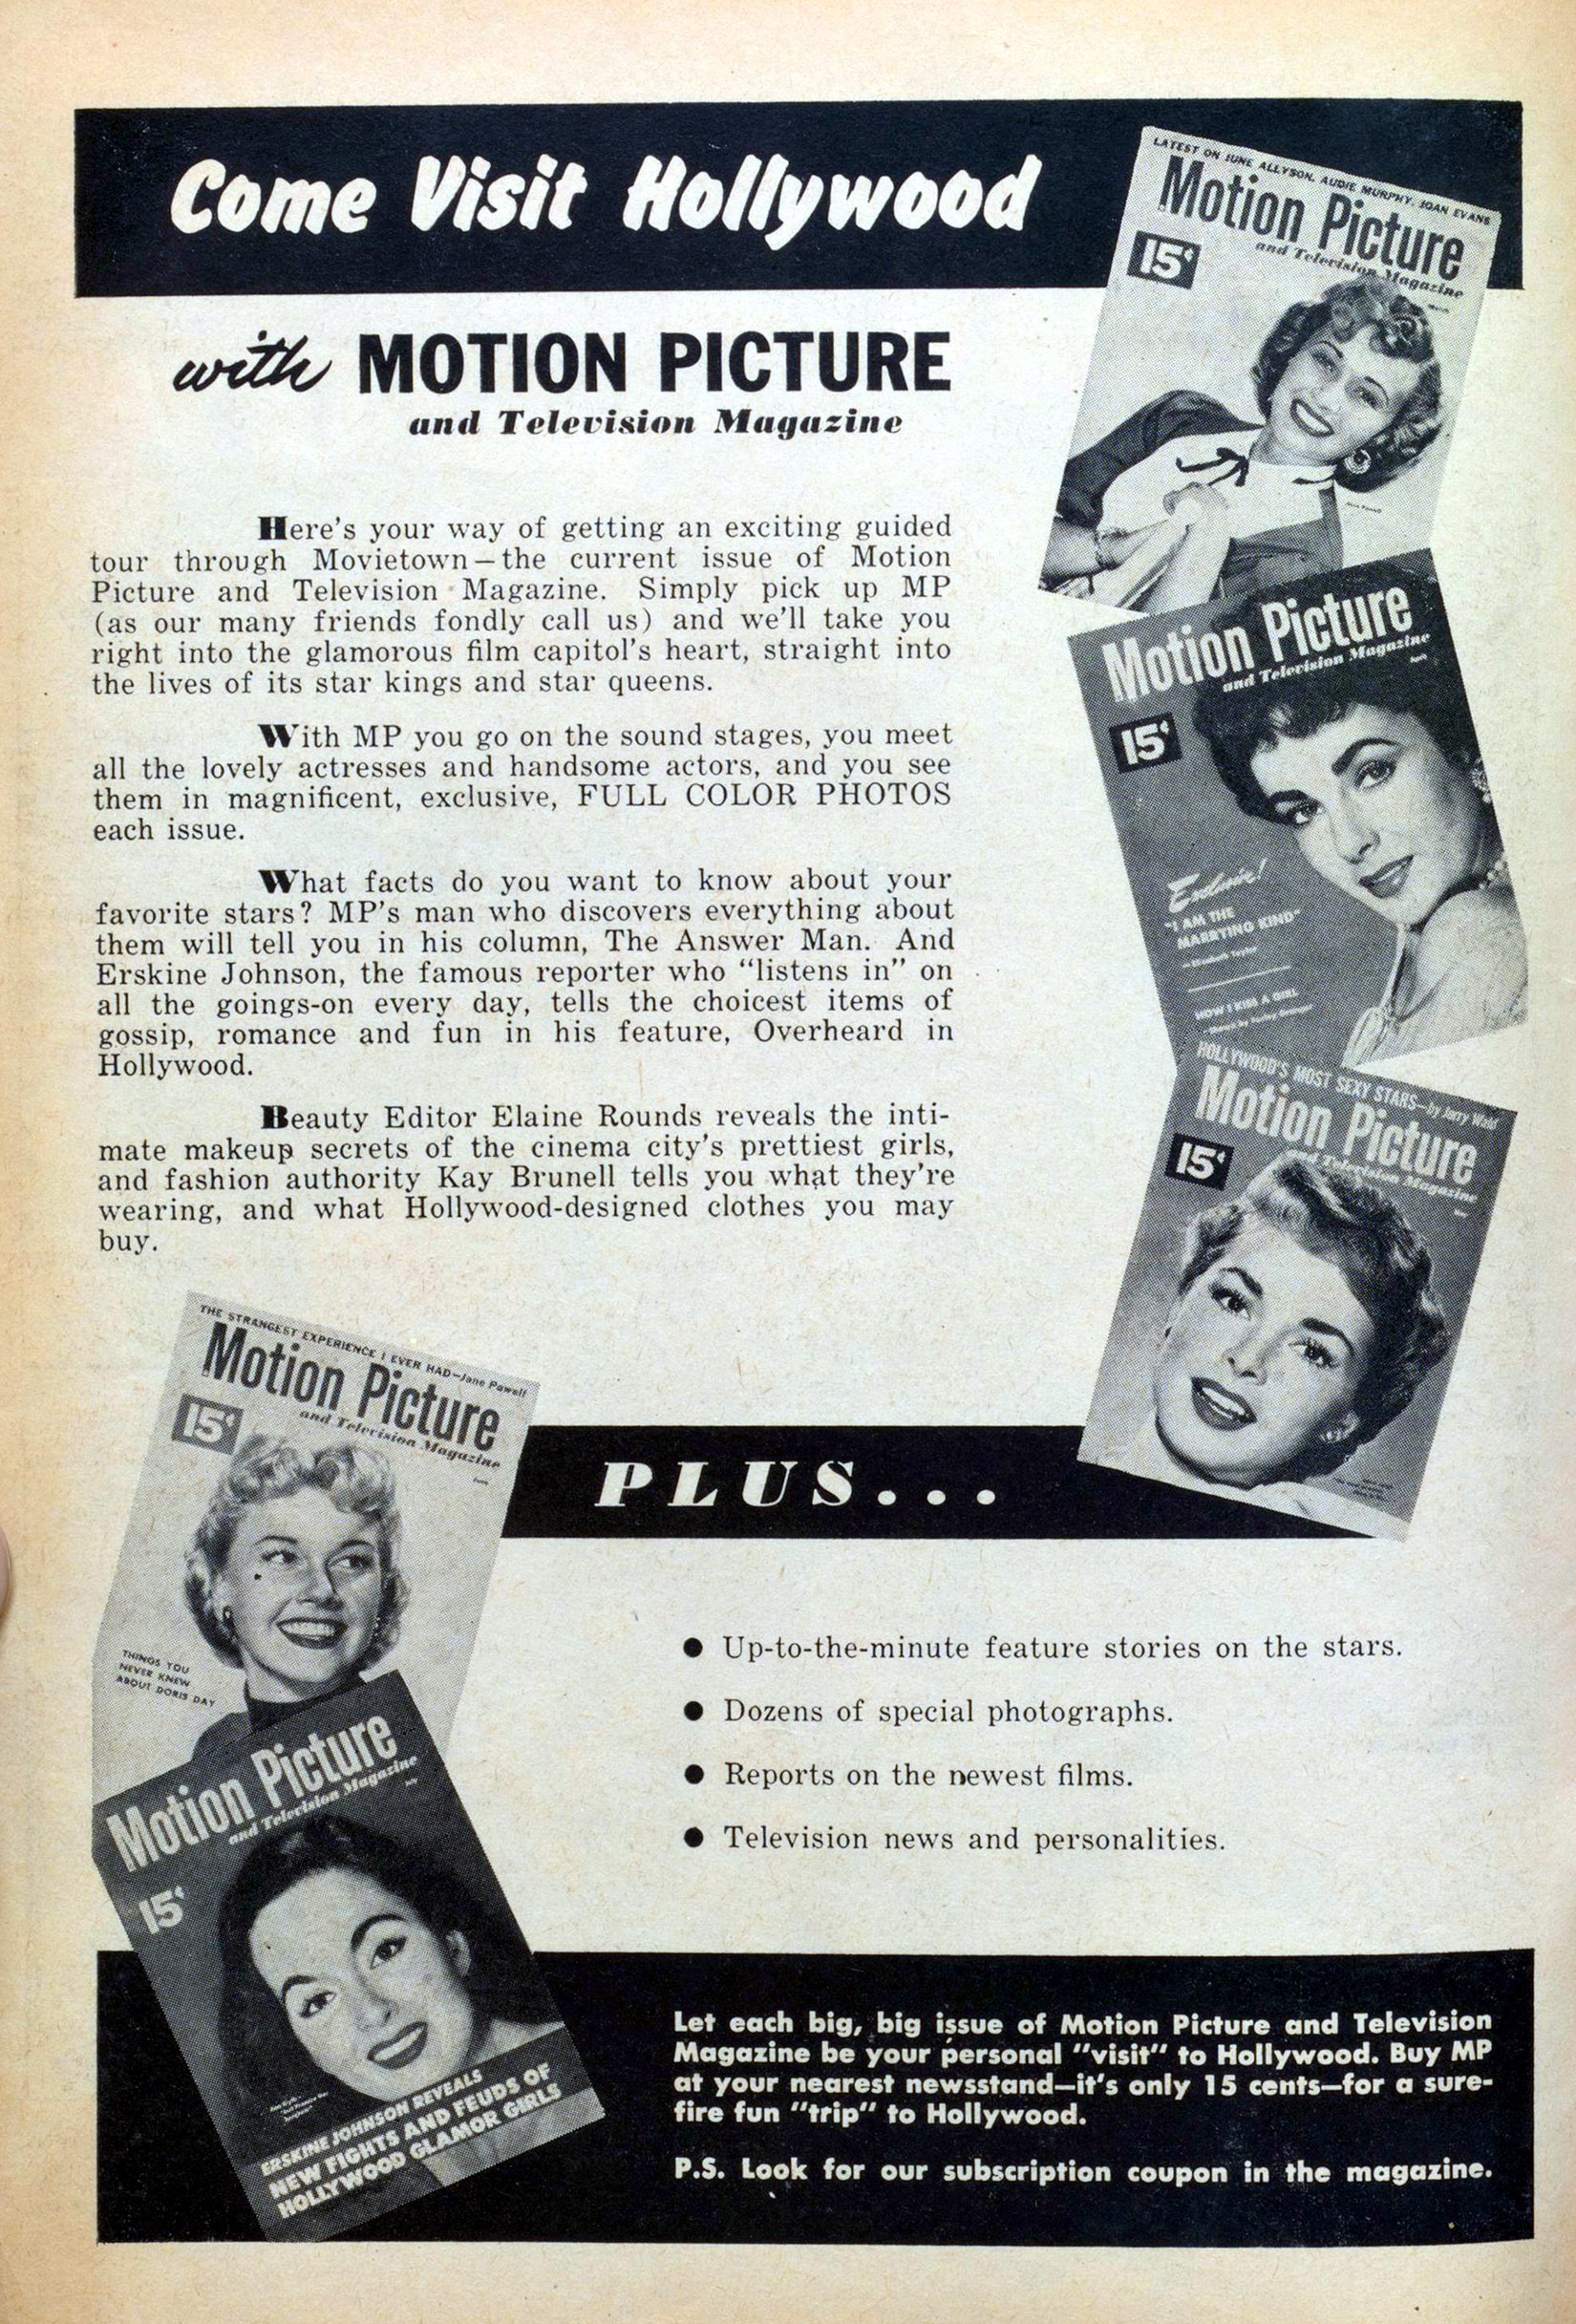 Come Visit Hollywood
with MOTION PICTURE
and Television Magazine
Here's your way of getting an exciting guided
tour through Movietown—the current issue of Motion
Picture and Television Magazine. Simply pick up MP
(as our many friends fondly call us) and we'll take you
right into the glamorous film capitol's heart, straight into
the lives of its star kings and star queens.
With MP you go on the sound stages, you meet
all the lovely actresses and handsome actors, and you see
them in magnificent, exclusive, FULL COLOR PHOTOS
each issue.
What facts do you want to know about your
favorite stars? MP's man who discovers everything about
them will tell you in his column, The Answer Man. And
Erskine Johnson, the famous reporter who "listens in" on
all the goings-on every day, tells the choicest items of
gossip, romance and fun in his feature, Overheard in
Hollywood.
Beauty Editor Elaine Rounds reveals the inti-
mate makeup secrets of the cinema city's prettiest girls,
and fashion authority Kay Brunell tells you what they're
wearing, and what Hollywood-designed clothes you may
buy.
LATEST ON JUNE ALLYSON, AUDIE MURPHY, JOAN EVANS
Motion Picture
and Television Magazine
15¢
March
Motion Picture
and Television Magazine
15¢
Exclusive!
"I AM THE
MARRYING KIND"
—Elizabeth Taylor
HOW I KISS A GIRL
HOLLYWOOD'S MOST SEXY STARS—by Jerry Wald
Motion Picture
and Television Magazine
15¢
THE STRANGEST EXPERIENCE I EVER HAD—Jane Powell
Motion Picture
and Television Magazine
15¢
THINGS YOU
NEVER KNEW
ABOUT DORIS DAY
Motion Picture
and Television Magazine
July
15¢
ERSKINE JOHNSON REVEALS
NEW FIGHTS AND FEUDS OF
HOLLYWOOD GLAMOR GIRLS
PLUS...
● Up-to-the-minute feature stories on the stars.
● Dozens of special photographs.
● Reports on the newest films.
● Television news and personalities.
Let each big, big issue of Motion Picture and Television
Magazine be your personal "visit" to Hollywood. Buy MP
at your nearest newsstand—it's only 15 cents—for a sure-
fire fun "trip" to Hollywood.
P.S. Look for our subscription coupon in the magazine.